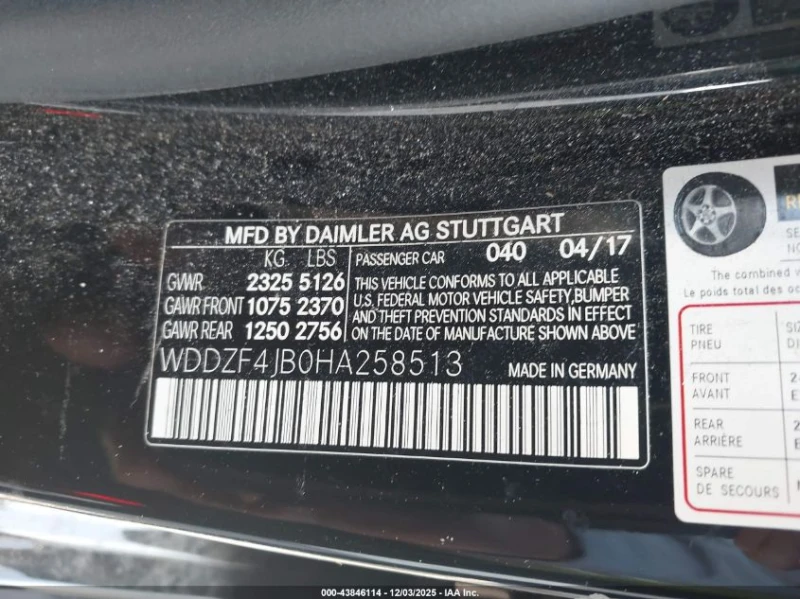 MFD BY DAIMLER AG STUTTGART
KG LBS
GVWR 2325 5126
GAWR FRONT 1075 2370
GAWR REAR 1250 2756
PASSENGER CAR 040 04/17
THIS VEHICLE CONFORMS TO ALL APPLICABLE
U.S. FEDERAL MOTOR VEHICLE SAFETY, BUMPER
AND THEFT PREVENTION STANDARDS IN EFFECT
ON THE DATE OF MANUFACTURE SHOWN ABOVE
WDDZF4JB0HA258513 MADE IN GERMANY
The combined w
Le poids total des oc
TIRE
PNEU
FRONT
AVANT
REAR
ARRIÈRE
SPARE
DE SECOURS
000-43846114 - 12/03/2025 - IAA Inc.